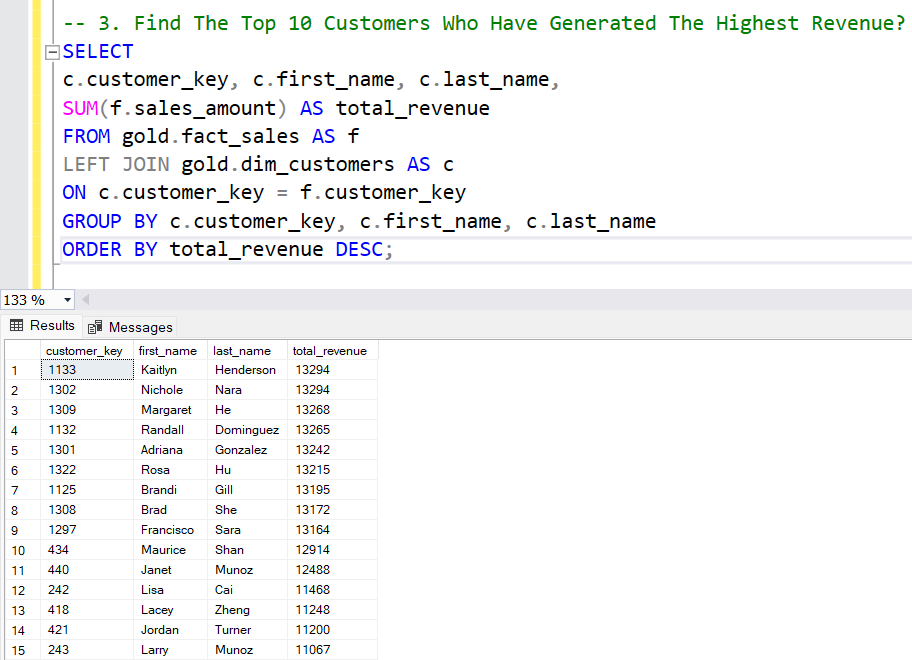 -- 3. Find The Top 10 Customers Who Have Generated The Highest Revenue?
SELECT
c.customer_key, c.first_name, c.last_name,
SUM(f.sales_amount) AS total_revenue
FROM gold.fact_sales AS f
LEFT JOIN gold.dim_customers AS c
ON c.customer_key = f.customer_key
GROUP BY c.customer_key, c.first_name, c.last_name
ORDER BY total_revenue DESC;
133 %
Results Messages
customer_key first_name last_name total_revenue
1 1133 Kaitlyn Henderson 13294
2 1302 Nichole Nara 13294
3 1309 Margaret He 13268
4 1132 Randall Dominguez 13265
5 1301 Adriana Gonzalez 13242
6 1322 Rosa Hu 13215
7 1125 Brandi Gill 13195
8 1308 Brad She 13172
9 1297 Francisco Sara 13164
10 434 Maurice Shan 12914
11 440 Janet Munoz 12488
12 242 Lisa Cai 11468
13 418 Lacey Zheng 11248
14 421 Jordan Turner 11200
15 243 Larry Munoz 11067